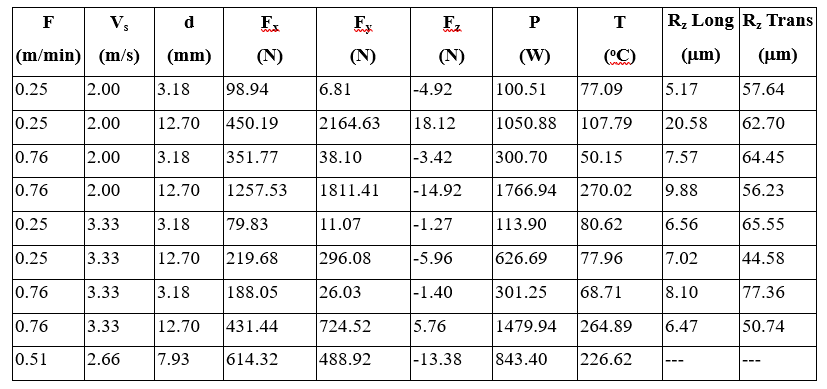 F V_s d F_x F_y F_z P T R_z Long R_z Trans
(m/min) (m/s) (mm) (N) (N) (N) (W) (°C) (μm) (μm)
0.25 2.00 3.18 98.94 6.81 -4.92 100.51 77.09 5.17 57.64
0.25 2.00 12.70 450.19 2164.63 18.12 1050.88 107.79 20.58 62.70
0.76 2.00 3.18 351.77 38.10 -3.42 300.70 50.15 7.57 64.45
0.76 2.00 12.70 1257.53 1811.41 -14.92 1766.94 270.02 9.88 56.23
0.25 3.33 3.18 79.83 11.07 -1.27 113.90 80.62 6.56 65.55
0.25 3.33 12.70 219.68 296.08 -5.96 626.69 77.96 7.02 44.58
0.76 3.33 3.18 188.05 26.03 -1.40 301.25 68.71 8.10 77.36
0.76 3.33 12.70 431.44 724.52 5.76 1479.94 264.89 6.47 50.74
0.51 2.66 7.93 614.32 488.92 -13.38 843.40 226.62 --- ---